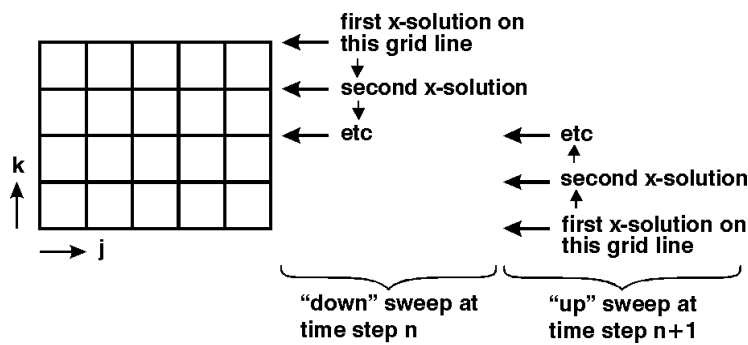 first x-solution on
this grid line
second x-solution
etc
k
j
etc
second x-solution
first x-solution on
this grid line
“down” sweep at
time step n
“up” sweep at
time step n+1